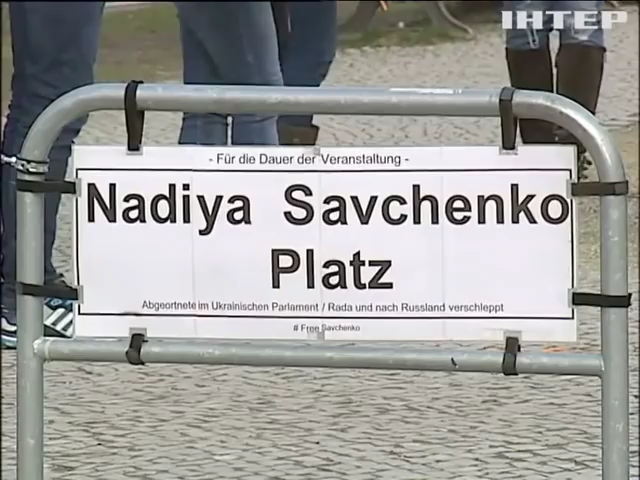 ІНТЕР
- Für die Dauer der Veranstaltung -
Nadiya Savchenko
Platz
Abgeortnete im Ukrainischen Parlament / Rada und nach Russland verschleppt
# Free Savchenko